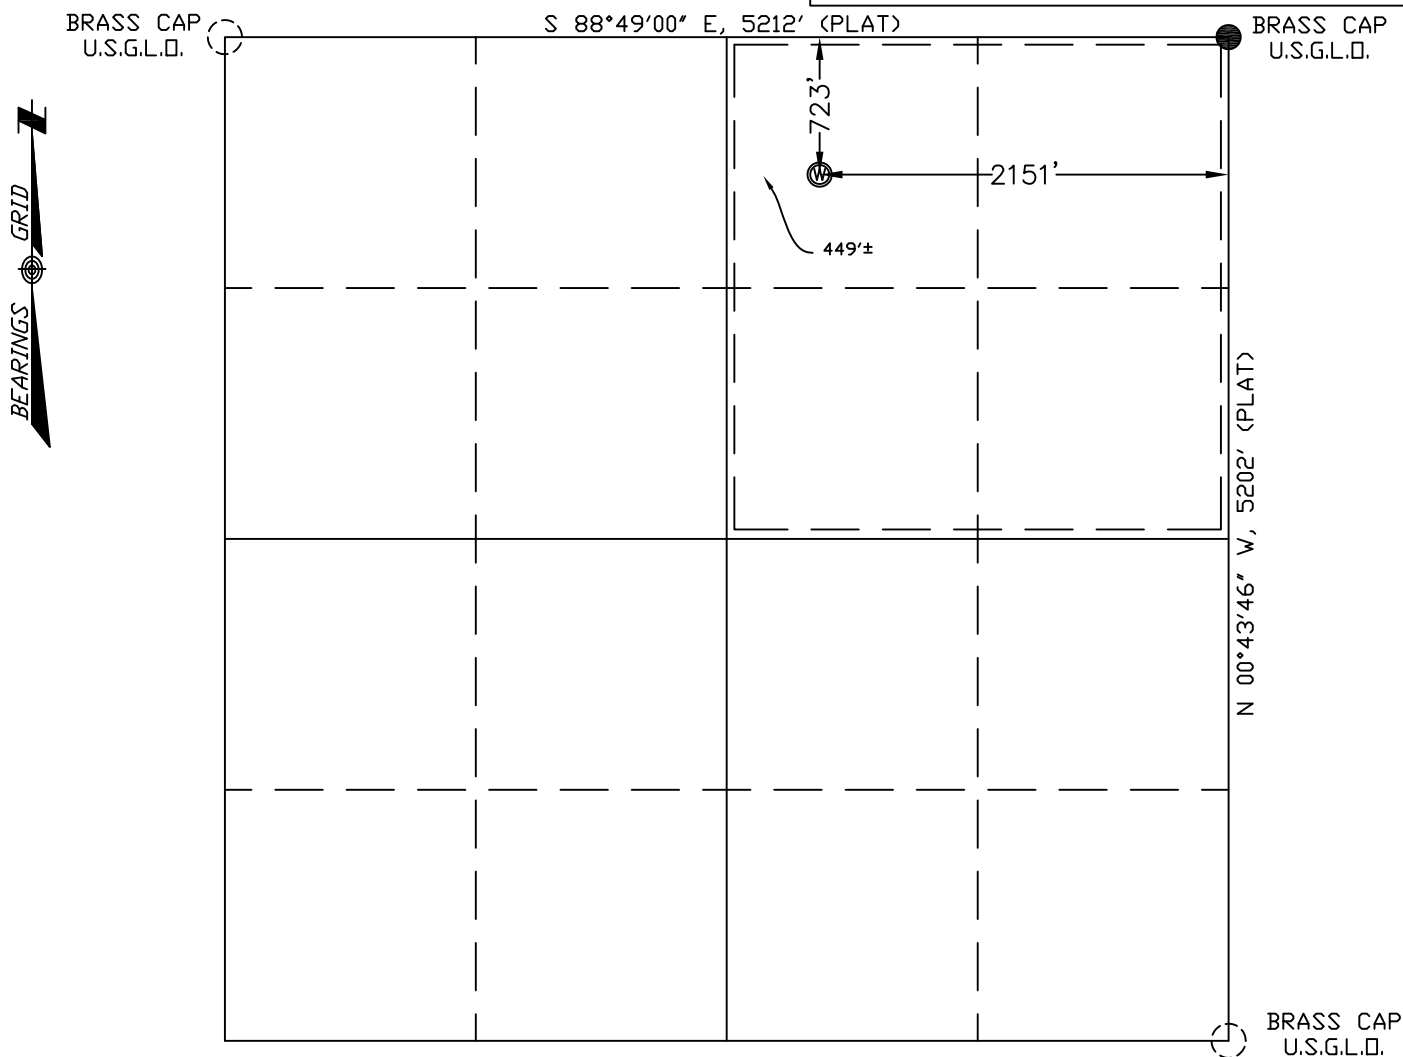 BRASS CAP
U.S.G.L.O.
S 88°49'00" E, 5212' (PLAT)
BRASS CAP
U.S.G.L.O.
723'
W
2151'
449'±
N
BEARINGS GRID
N 00°43'46" W, 5202' (PLAT)
BRASS CAP
U.S.G.L.O.